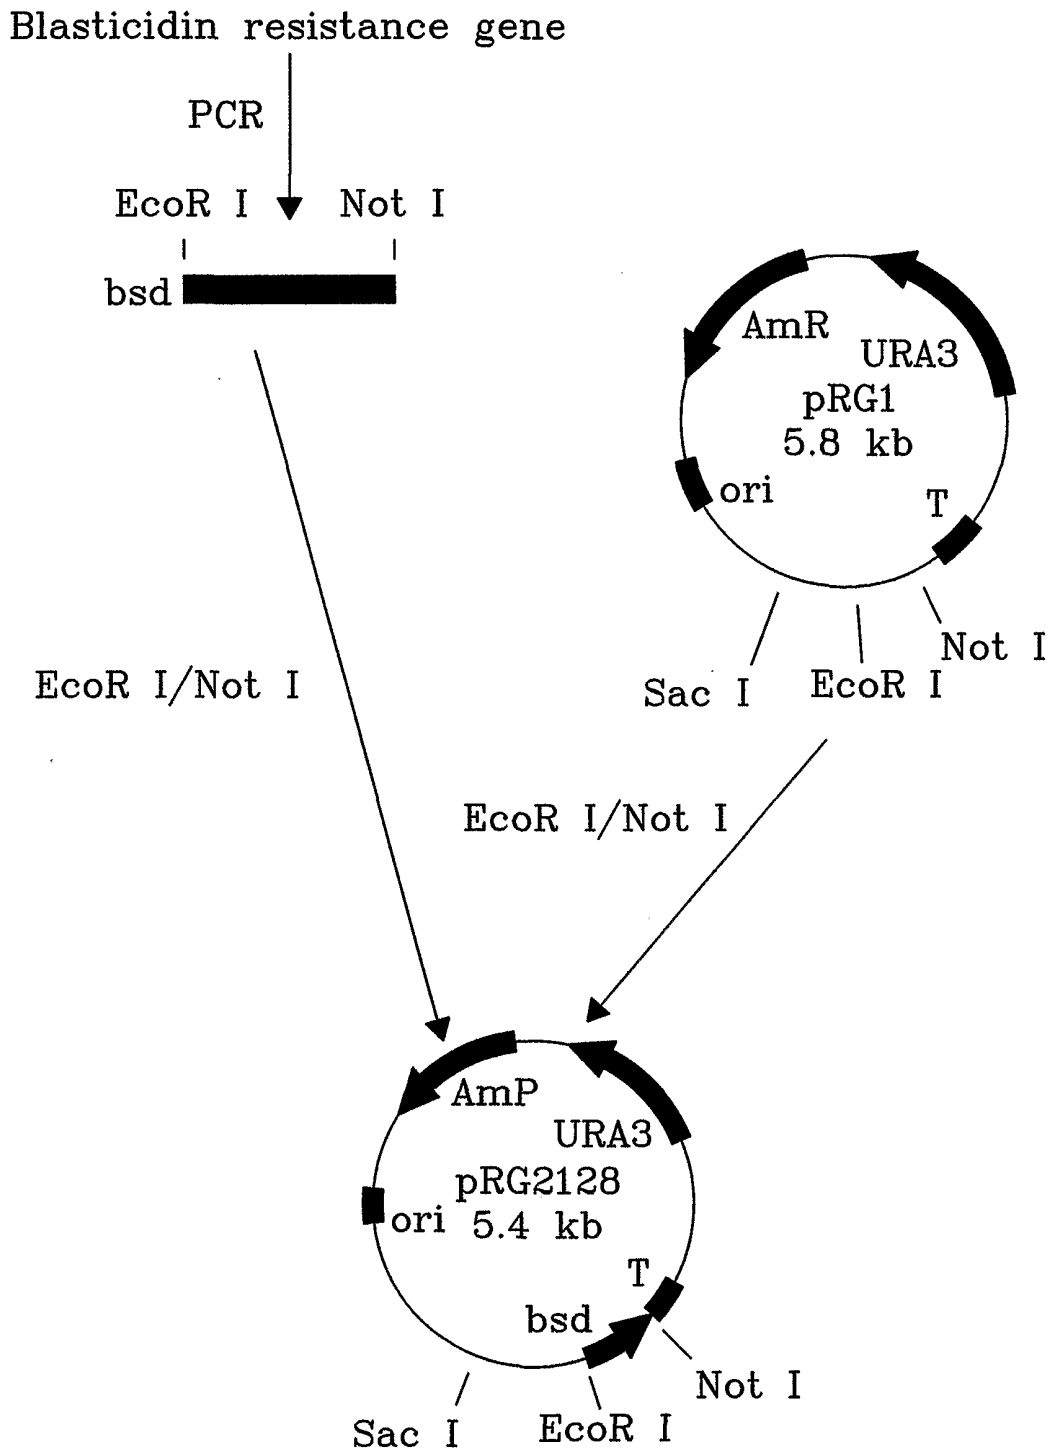 Blasticidin resistance gene
PCR
EcoR I
Not I
bsd
AmR
URA3
pRG1
5.8 kb
ori
T
Not I
Sac I
EcoR I
EcoR I/Not I
EcoR I/Not I
AmP
URA3
pRG2128
5.4 kb
ori
T
bsd
Not I
Sac I
EcoR I